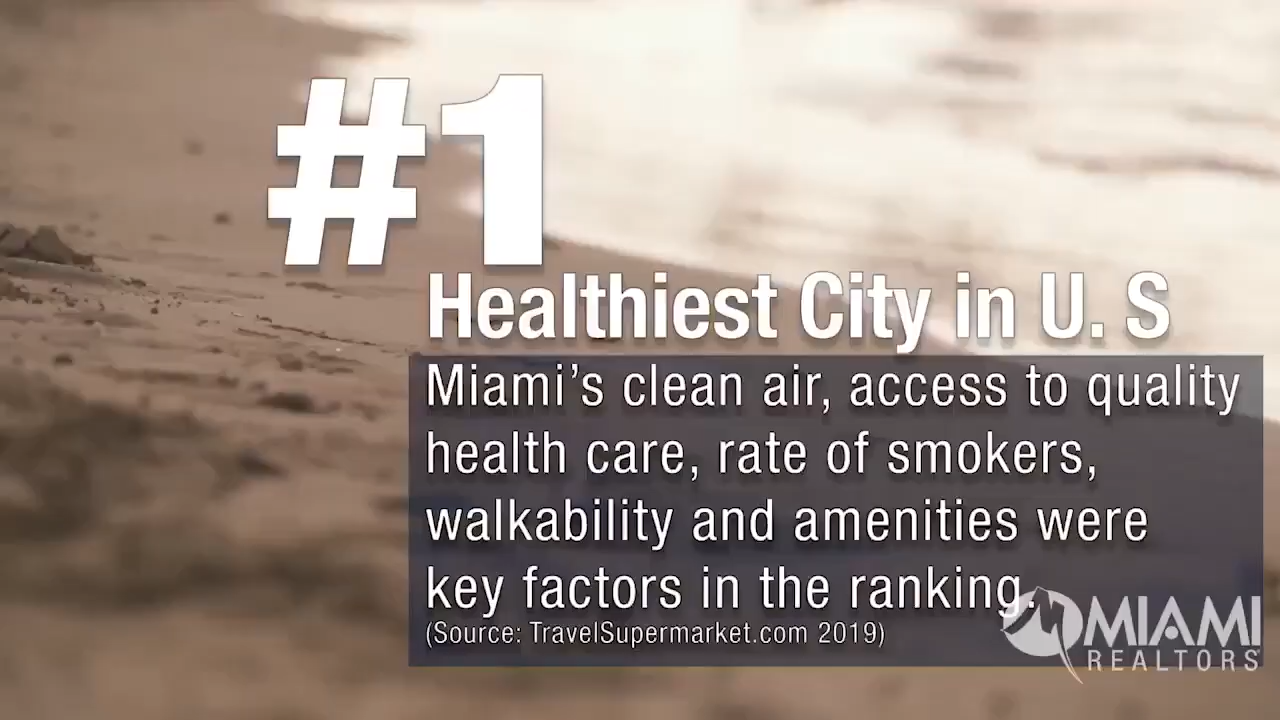 #1
Healthiest City in U. S
Miami’s clean air, access to quality
health care, rate of smokers,
walkability and amenities were
key factors in the ranking.
(Source: TravelSupermarket.com 2019)
MIAMI
REALTORS